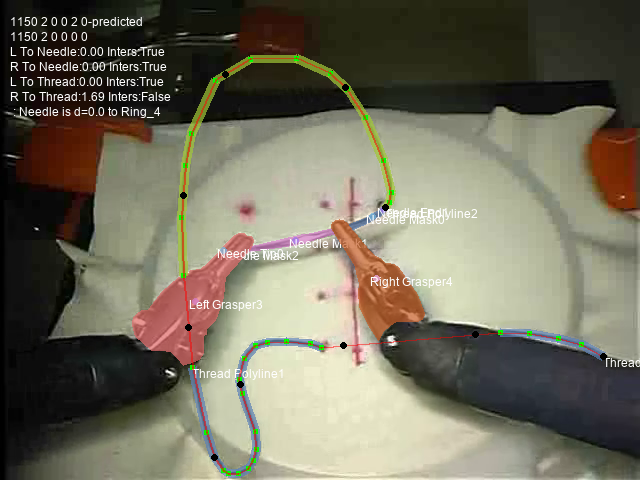 1150 2 0 0 2 0-predicted
1150 2 0 0 0 0
L To Needle:0.00 Inters:True
R To Needle:0.00 Inters:True
L To Thread:0.00 Inters:True
R To Thread:1.69 Inters:False
: Needle is d=0.0 to Ring_4
Polyline2
Needle Mask0
Needle Mask1
Needle Tip0
Mask2
Right Grasper4
Left Grasper3
Thread
Thread Polyline1